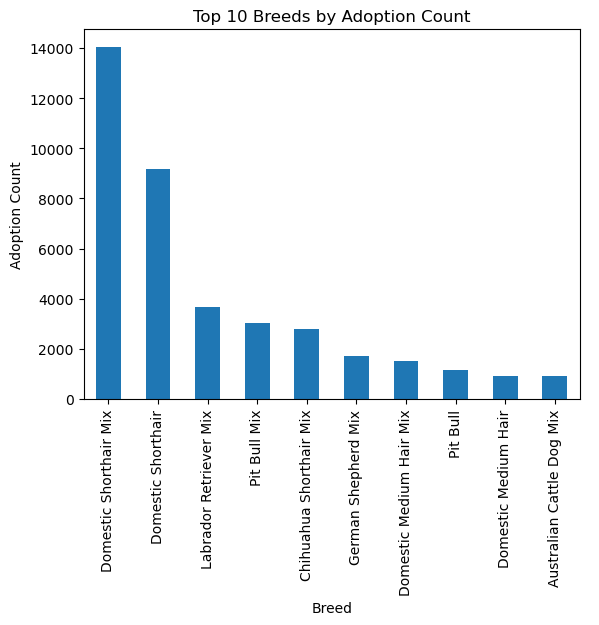 Top 10 Breeds by Adoption Count
Adoption Count
14000
12000
10000
8000
6000
4000
2000
0
Domestic Shorthair Mix
Domestic Shorthair
Labrador Retriever Mix
Pit Bull Mix
Chihuahua Shorthair Mix
German Shepherd Mix
Domestic Medium Hair Mix
Pit Bull
Domestic Medium Hair
Australian Cattle Dog Mix
Breed